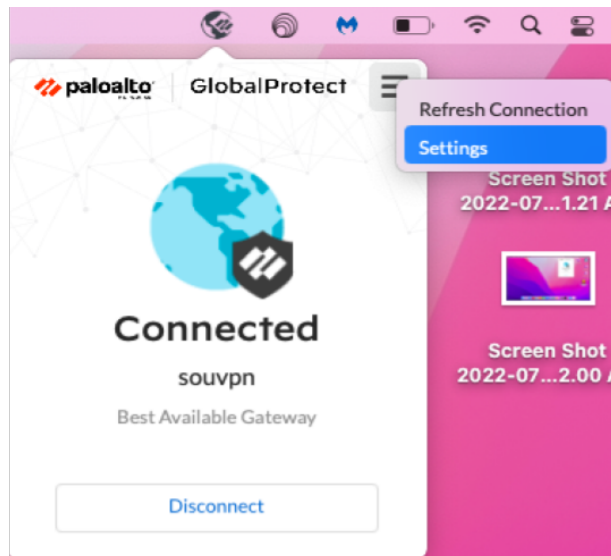 paloalto
GlobalProtect
Refresh Connection
Settings
Screen Shot
2022-07...1.21 A
Connected
souvpn
Best Available Gateway
Screen Shot
2022-07...2.00 A
Disconnect